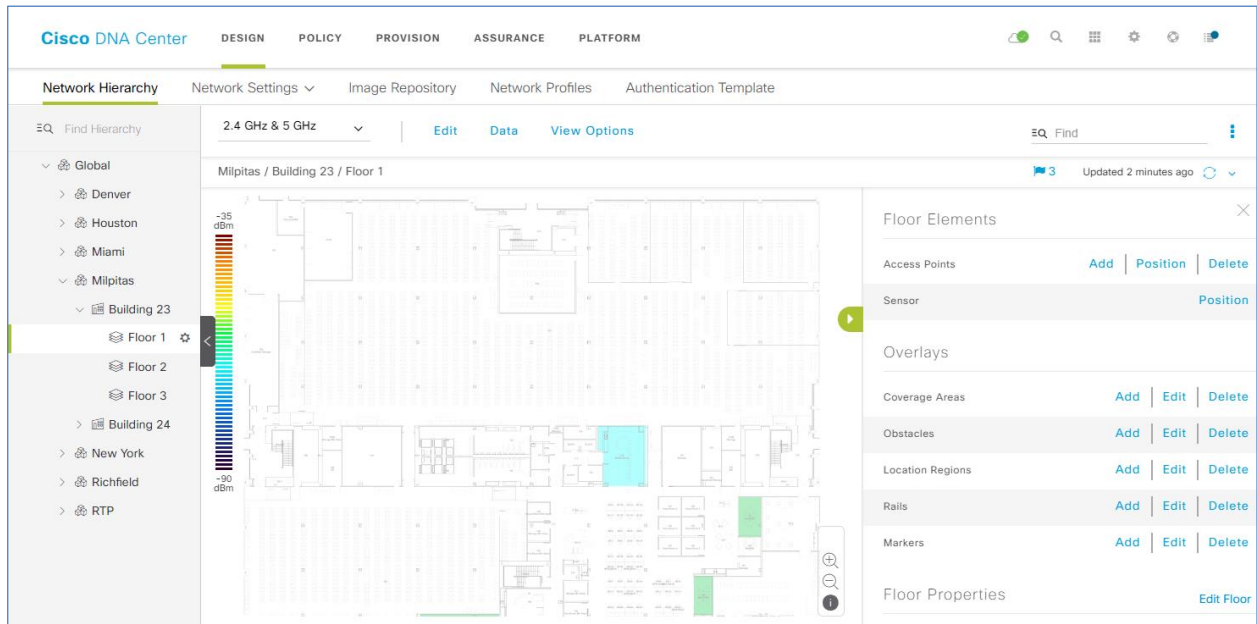 Cisco DNA Center DESIGN POLICY PROVISION ASSURANCE PLATFORM
Network Hierarchy Network Settings Image Repository Network Profiles Authentication Template
Find Hierarchy
2.4 GHz & 5 GHz Edit Data View Options Find
Global
Milpitas / Building 23 / Floor 1 3 Updated 2 minutes ago
Denver
Houston
Miami
Milpitas
Building 23
Floor 1
Floor 2
Floor 3
Building 24
New York
Richfield
RTP
-35
dBm
-90
dBm
Floor Elements
Access Points Add Position Delete
Sensor Position
Overlays
Coverage Areas Add Edit Delete
Obstacles Add Edit Delete
Location Regions Add Edit Delete
Rails Add Edit Delete
Markers Add Edit Delete
Floor Properties Edit Floor